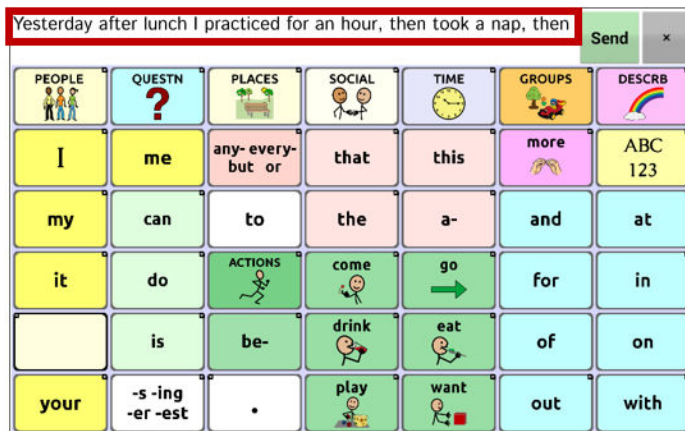 Yesterday after lunch I practiced for an hour, then took a nap, then
Send ×
PEOPLE QUESTN PLACES SOCIAL TIME GROUPS DESCRB
?
I me any- every- that this more ABC
but or 123
my can to the a- and at
it do ACTIONS come go for in
is be- drink eat of on
your -s -ing . play want out with
-er -est